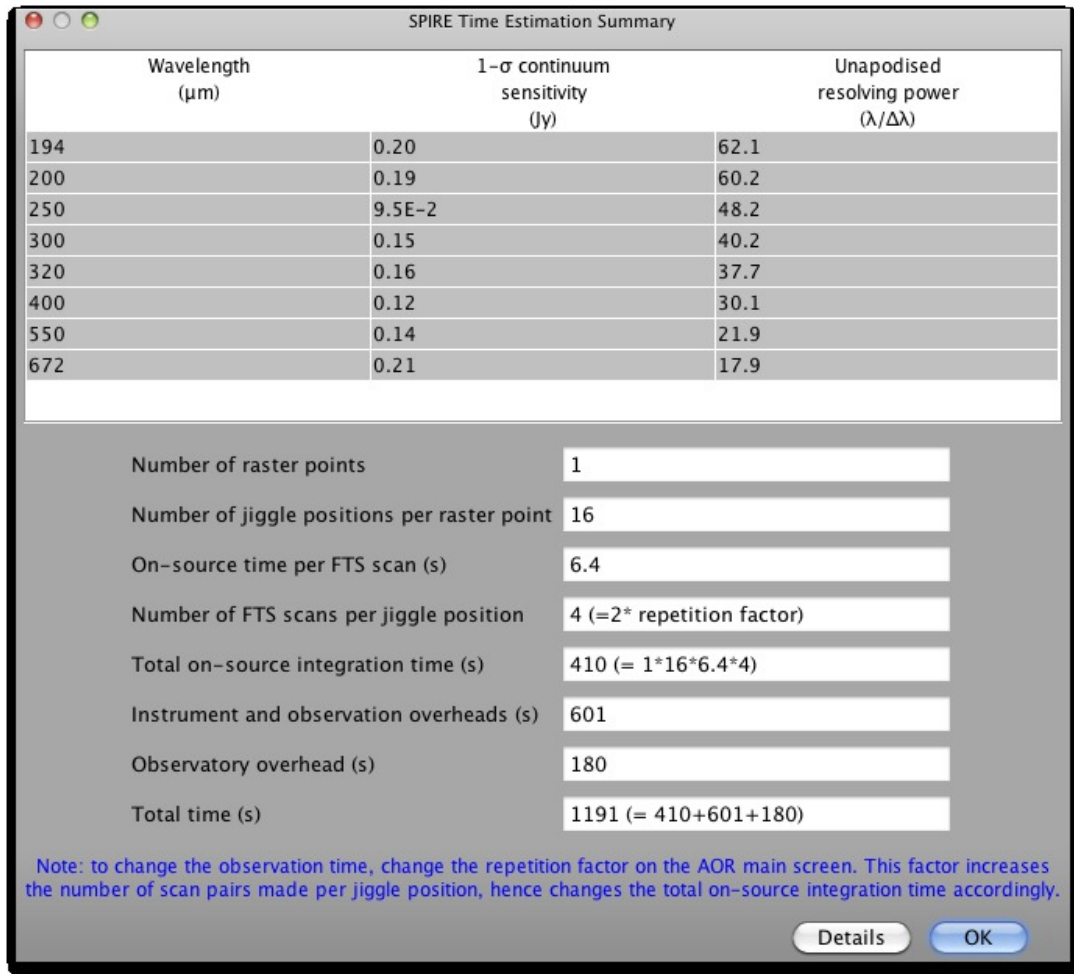 SPIRE Time Estimation Summary
Wavelength (μm) 1-σ continuum sensitivity (Jy) Unapodised resolving power (λ/Δλ)
194 0.20 62.1
200 0.19 60.2
250 9.5E-2 48.2
300 0.15 40.2
320 0.16 37.7
400 0.12 30.1
550 0.14 21.9
672 0.21 17.9
Number of raster points 1
Number of jiggle positions per raster point 16
On-source time per FTS scan (s) 6.4
Number of FTS scans per jiggle position 4 (=2* repetition factor)
Total on-source integration time (s) 410 (= 1*16*6.4*4)
Instrument and observation overheads (s) 601
Observatory overhead (s) 180
Total time (s) 1191 (= 410+601+180)
Note: to change the observation time, change the repetition factor on the AOR main screen. This factor increases
the number of scan pairs made per jiggle position, hence changes the total on-source integration time accordingly.
Details OK